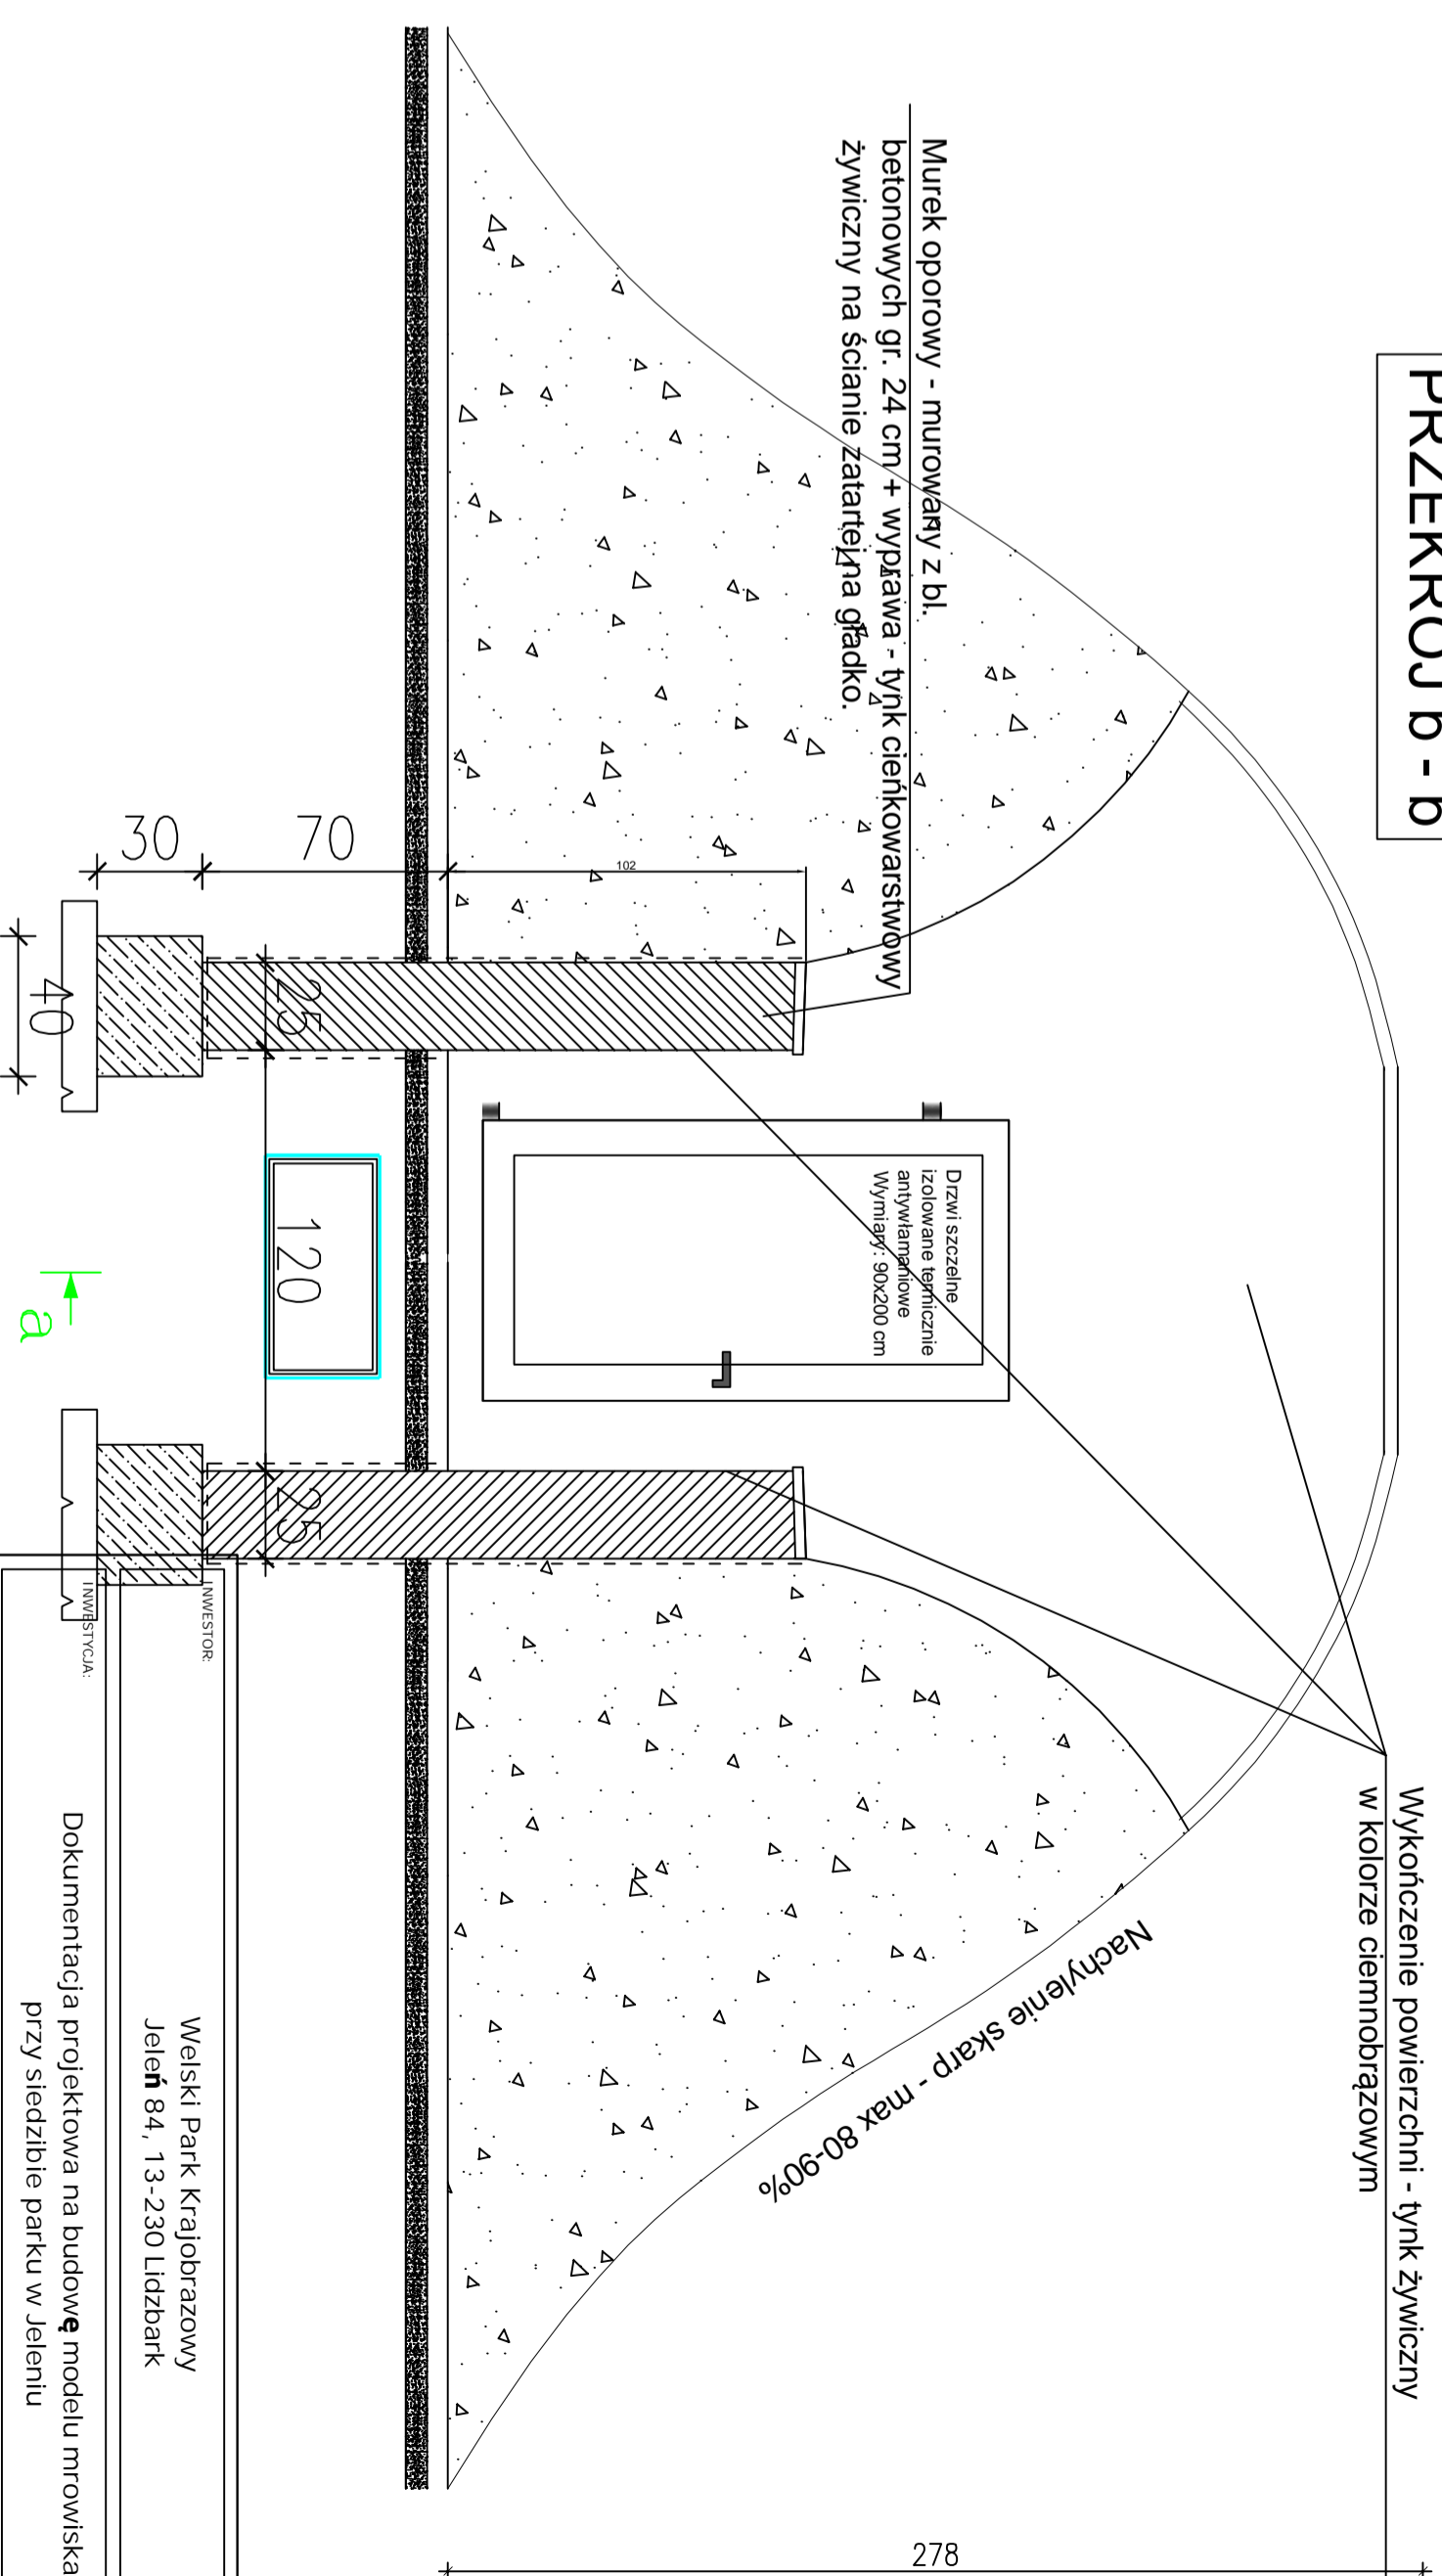 PRZEKRÓJ b - b
Wykończenie powierzchni - tynk żywiczny
w kolorze ciemnobrązowym
Murek oporowy - murowany z bl.
betonowych gr. 24 cm + wyprawa - tynk cieńkowarstwowy
żywiczny na ścianie zatartej na gładko.
Drzwi szczelne
izolowane termicznie
antywłamaniowe
Wymiary: 90x200 cm
Nachylenie skarp - max 80-90%
278
102
70
30
25
120
25
40
a
INWESTOR:
Welski Park Krajobrazowy
Jeleń 84, 13-230 Lidzbark
INWESTYCJA:
Dokumentacja projektowa na budowę modelu mrowiska
przy siedzibie parku w Jeleniu